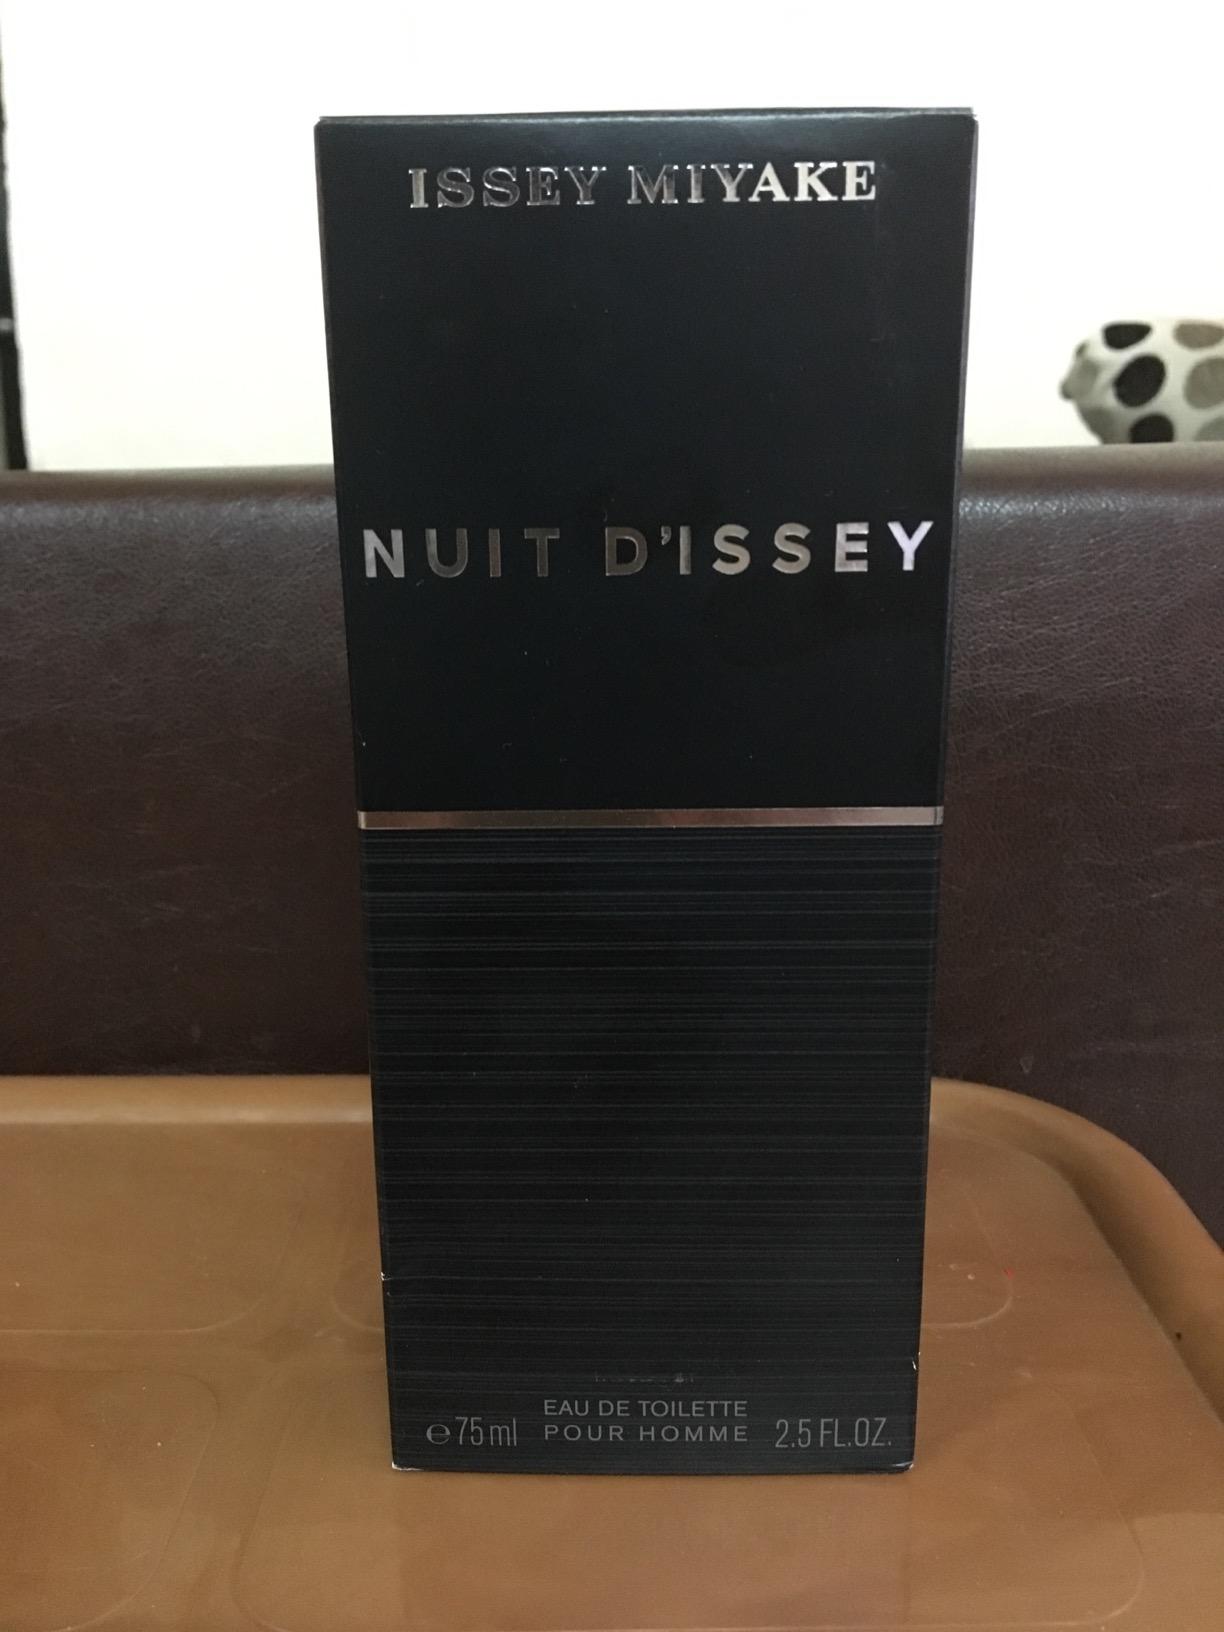 ISSEY MIYAKE
NUIT D'ISSEY
EAU DE TOILETTE
℮75ml POUR HOMME 2.5 FL.OZ.